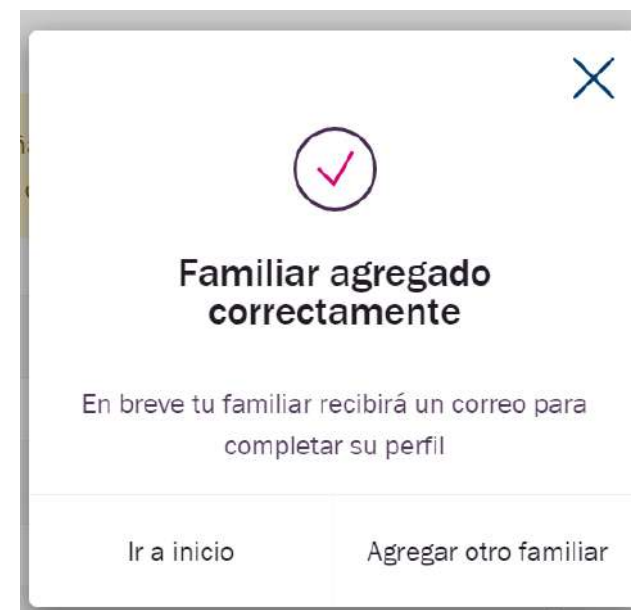 Familiar agregado
correctamente
En breve tu familiar recibirá un correo para
completar su perfil
Ir a inicio
Agregar otro familiar